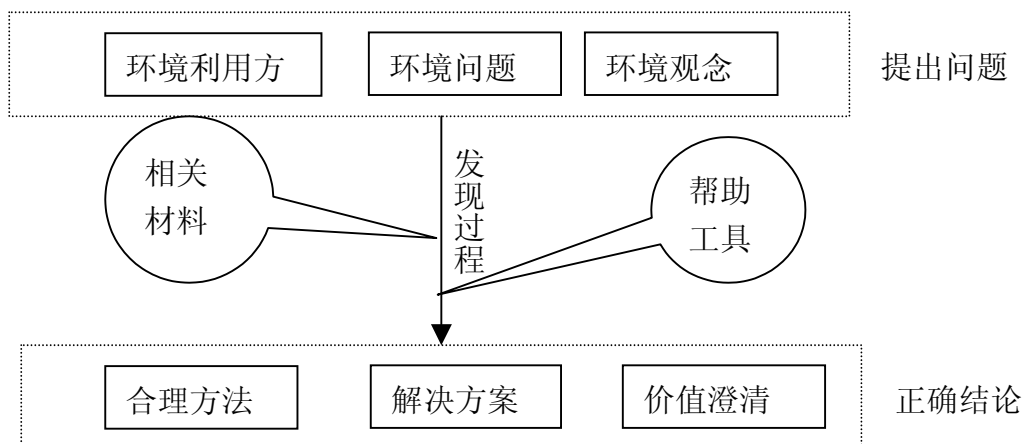 环境利用方
环境问题
环境观念
提出问题
相关
材料
发现过程
帮助
工具
合理方法
解决方案
价值澄清
正确结论